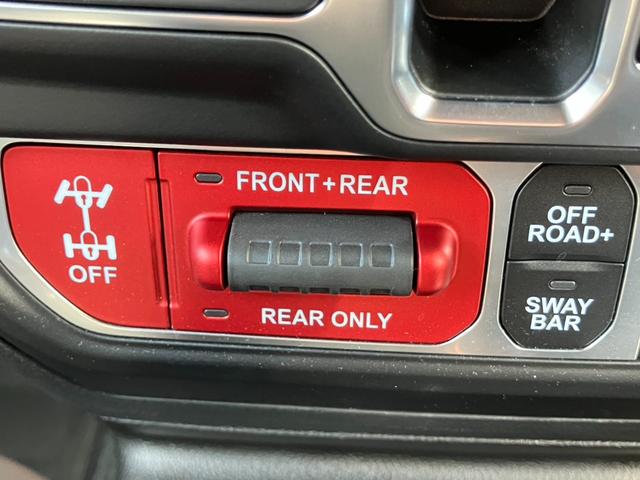 FRONT+REAR
OFF
REAR ONLY
OFF
ROAD+
SWAY
BAR